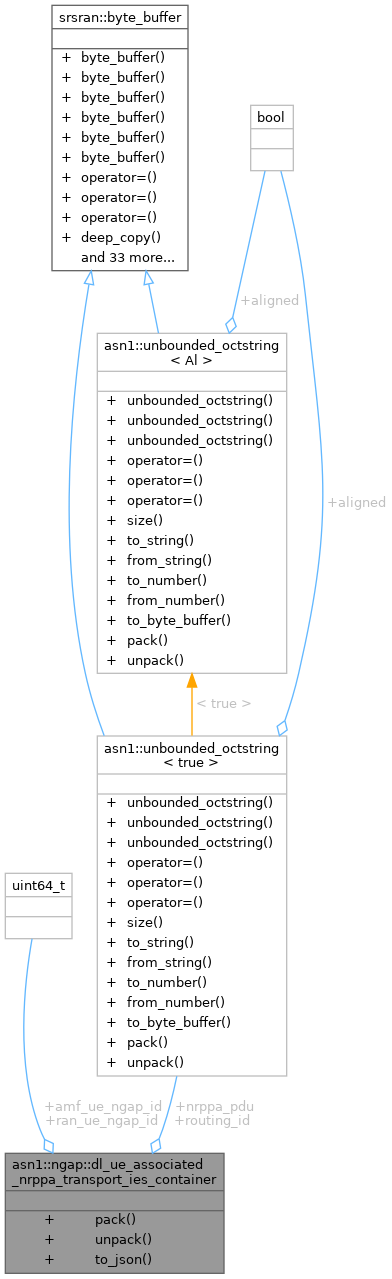 srsran::byte_buffer
+ byte_buffer()
+ byte_buffer()
+ byte_buffer()
+ byte_buffer()
+ byte_buffer()
+ byte_buffer()
+ operator=()
+ operator=()
+ operator=()
+ deep_copy()
and 33 more...
bool
+aligned
asn1::unbounded_octstring
< Al >
+ unbounded_octstring()
+ unbounded_octstring()
+ unbounded_octstring()
+ operator=()
+ operator=()
+ operator=()
+ size()
+ to_string()
+ from_string()
+ to_number()
+ from_number()
+ to_byte_buffer()
+ pack()
+ unpack()
+aligned
< true >
asn1::unbounded_octstring
< true >
+ unbounded_octstring()
+ unbounded_octstring()
+ unbounded_octstring()
+ operator=()
+ operator=()
+ operator=()
+ size()
+ to_string()
+ from_string()
+ to_number()
+ from_number()
+ to_byte_buffer()
+ pack()
+ unpack()
uint64_t
+amf_ue_ngap_id
+ran_ue_ngap_id
+nrppa_pdu
+routing_id
asn1::ngap::dl_ue_associated
_nrppa_transport_ies_container
+ pack()
+ unpack()
+ to_json()